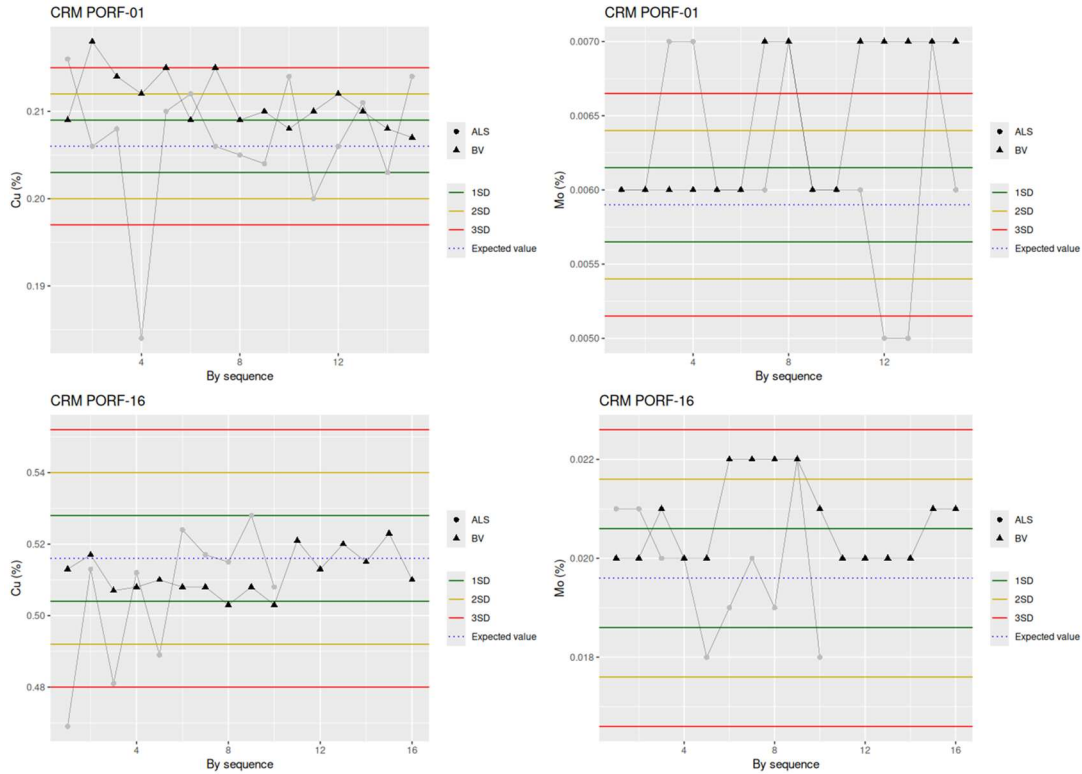 CRM PORF-01
Cu (%)
0.21
0.20
0.19
4
8
12
By sequence
ALS
BV
1SD
2SD
3SD
Expected value
CRM PORF-01
Mo (%)
0.0070
0.0065
0.0060
0.0055
0.0050
4
8
12
By sequence
ALS
BV
1SD
2SD
3SD
Expected value
CRM PORF-16
Cu (%)
0.54
0.52
0.50
0.48
4
8
12
16
By sequence
ALS
BV
1SD
2SD
3SD
Expected value
CRM PORF-16
Mo (%)
0.022
0.020
0.018
4
8
12
16
By sequence
ALS
BV
1SD
2SD
3SD
Expected value